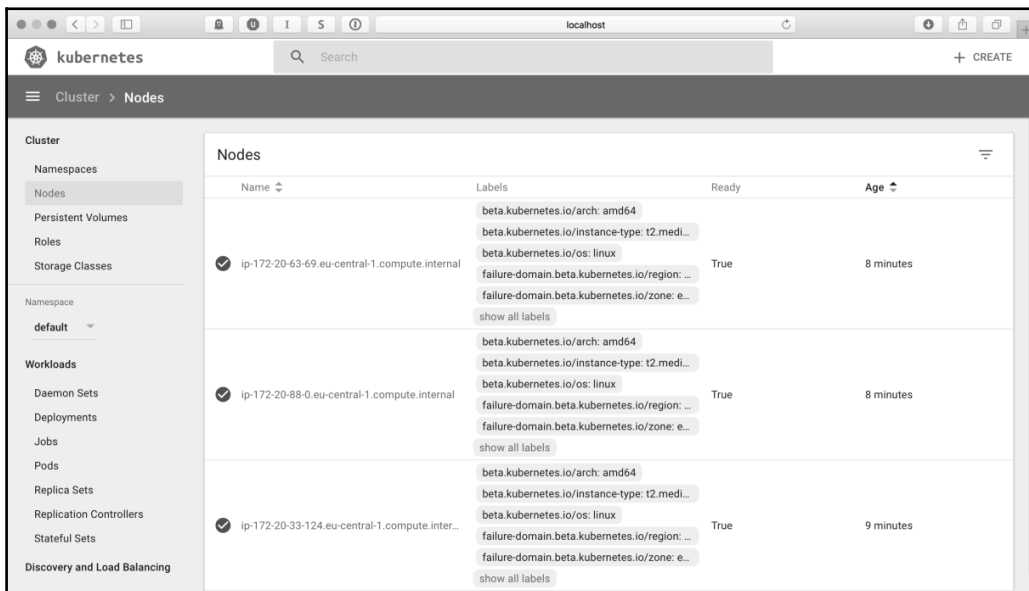 localhost
kubernetes
Search
+ CREATE
Cluster > Nodes
Cluster
Namespaces
Nodes
Persistent Volumes
Roles
Storage Classes
Namespace
default
Workloads
Daemon Sets
Deployments
Jobs
Pods
Replica Sets
Replication Controllers
Stateful Sets
Discovery and Load Balancing
Nodes
Name Labels Ready Age
beta.kubernetes.io/arch: amd64
beta.kubernetes.io/instance-type: t2.medi...
beta.kubernetes.io/os: linux
ip-172-20-63-69.eu-central-1.compute.internal True 8 minutes
failure-domain.beta.kubernetes.io/region: ...
failure-domain.beta.kubernetes.io/zone: e...
show all labels
beta.kubernetes.io/arch: amd64
beta.kubernetes.io/instance-type: t2.medi...
beta.kubernetes.io/os: linux
ip-172-20-88-0.eu-central-1.compute.internal True 8 minutes
failure-domain.beta.kubernetes.io/region: ...
failure-domain.beta.kubernetes.io/zone: e...
show all labels
beta.kubernetes.io/arch: amd64
beta.kubernetes.io/instance-type: t2.medi...
beta.kubernetes.io/os: linux
ip-172-20-33-124.eu-central-1.compute.inter... True 9 minutes
failure-domain.beta.kubernetes.io/region: ...
failure-domain.beta.kubernetes.io/zone: e...
show all labels